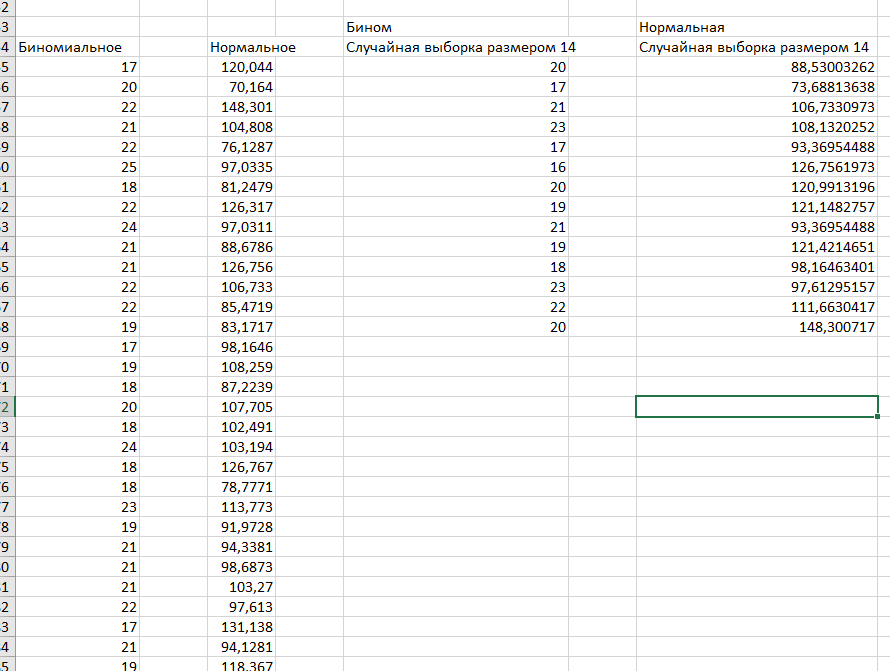 2
3 Бином Нормальная
4 Биномиальное Нормальное Случайная выборка размером 14 Случайная выборка размером 14
5 17 120,044 20 88,53003262
6 20 70,164 17 73,68813638
7 22 148,301 21 106,7330973
8 21 104,808 23 108,1320252
9 22 76,1287 17 93,36954488
0 25 97,0335 16 126,7561973
1 18 81,2479 20 120,9913196
2 22 126,317 19 121,1482757
3 24 97,0311 21 93,36954488
4 21 88,6786 19 121,4214651
5 21 126,756 18 98,16463401
6 22 106,733 23 97,61295157
7 22 85,4719 22 111,6630417
8 19 83,1717 20 148,300717
9 17 98,1646
0 19 108,259
1 18 87,2239
2 20 107,705
3 18 102,491
4 24 103,194
5 18 126,767
6 18 78,7771
7 23 113,773
8 19 91,9728
9 21 94,3381
0 21 98,6873
1 21 103,27
2 22 97,613
3 17 131,138
4 21 94,1281
5 19 118,367